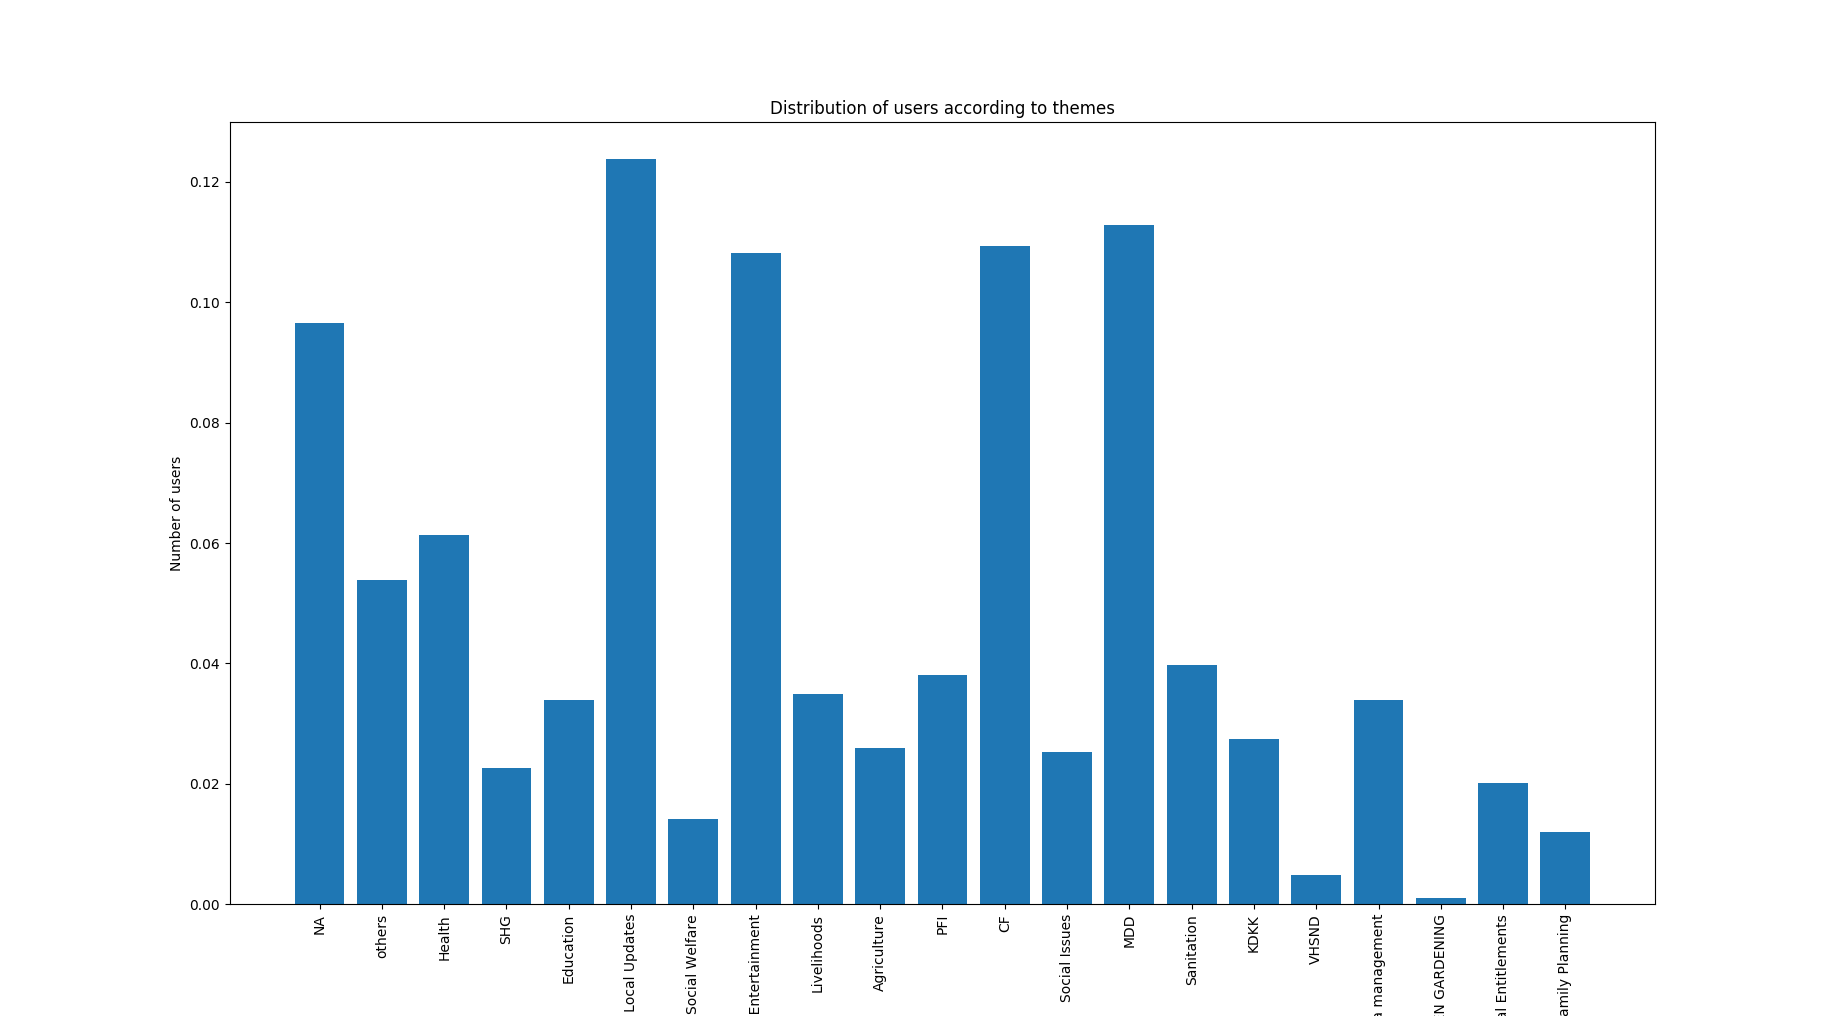 Distribution of users according to themes
Number of users
0.12
0.10
0.08
0.06
0.04
0.02
0.00
NA
others
Health
SHG
Education
Local Updates
Social Welfare
Entertainment
Livelihoods
Agriculture
PFI
CF
Social Issues
MDD
Sanitation
KDKK
VHSND
management
GARDENING
Entitlements
Planning